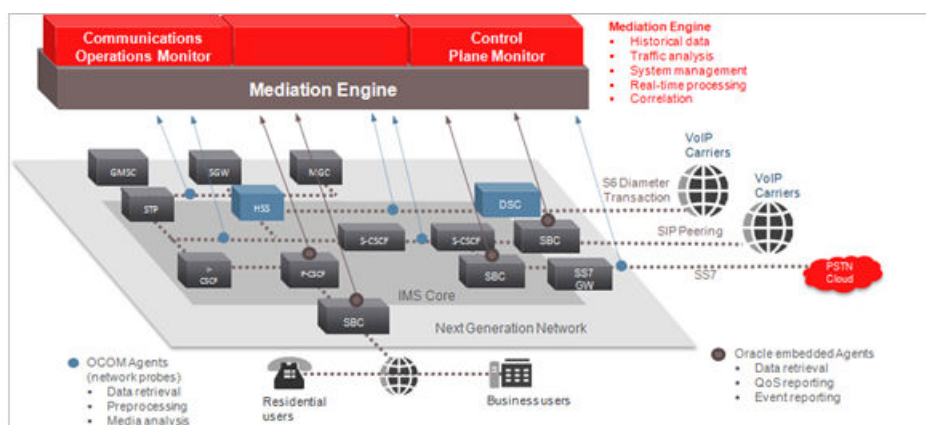 Communications
Operations Monitor
Control
Plane Monitor
Mediation Engine
Mediation Engine
• Historical data
• Traffic analysis
• System management
• Real-time processing
• Correlation
VoIP
Carriers
VoIP
Carriers
GMSC
SGW
MGC
STP
HSS
DSC
S6 Diameter
Transaction
SIP Peering
S-CSCF
S-CSCF
SBC
I-
CSCF
P-CSCF
SBC
SS7
GW
SS7
PSTN
Cloud
IMS Core
SBC
Next Generation Network
OCOM Agents
(network probes)
• Data retrieval
• Preprocessing
• Media analysis
Residential
users
Business users
Oracle embedded Agents
• Data retrieval
• QoS reporting
• Event reporting